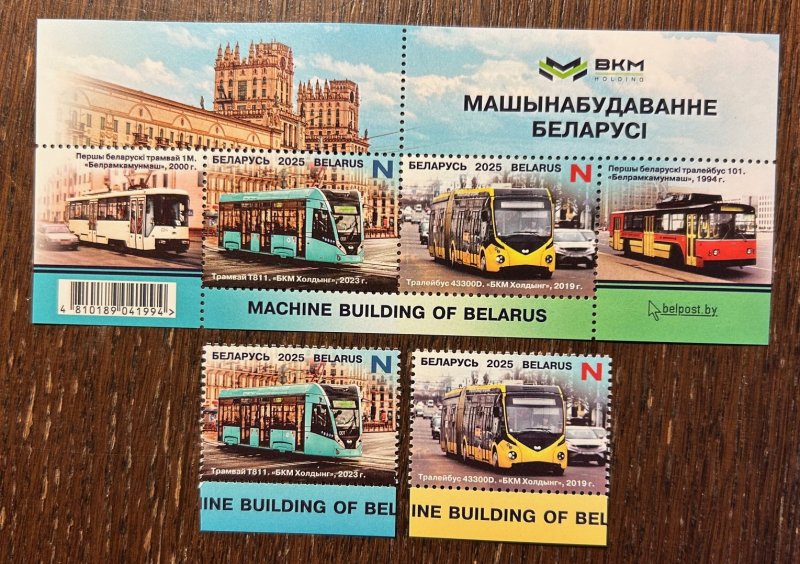 BKM
HOLDING
МАШЫНАБУДАВАННЕ
БЕЛАРУСІ
Першы беларускі трамвай 1М.
«Белрамкамунмаш», 2000 г.
БЕЛАРУСЬ 2025 BELARUS N
Трамвай Т811. «БКМ Холдынг», 2023 г.
БЕЛАРУСЬ 2025 BELARUS N
Тралейбус 43300D. «БКМ Холдынг», 2019 г.
Першы беларускі тралейбус 101.
«Белрамкамунмаш», 1994 г.
4 810189 041994 >
MACHINE BUILDING OF BELARUS
belpost.by
БЕЛАРУСЬ 2025 BELARUS N
Трамвай Т811. «БКМ Холдынг», 2023 г.
INE BUILDING OF BEL
БЕЛАРУСЬ 2025 BELARUS N
Тралейбус 43300D. «БКМ Холдынг», 2019 г.
INE BUILDING OF BEL